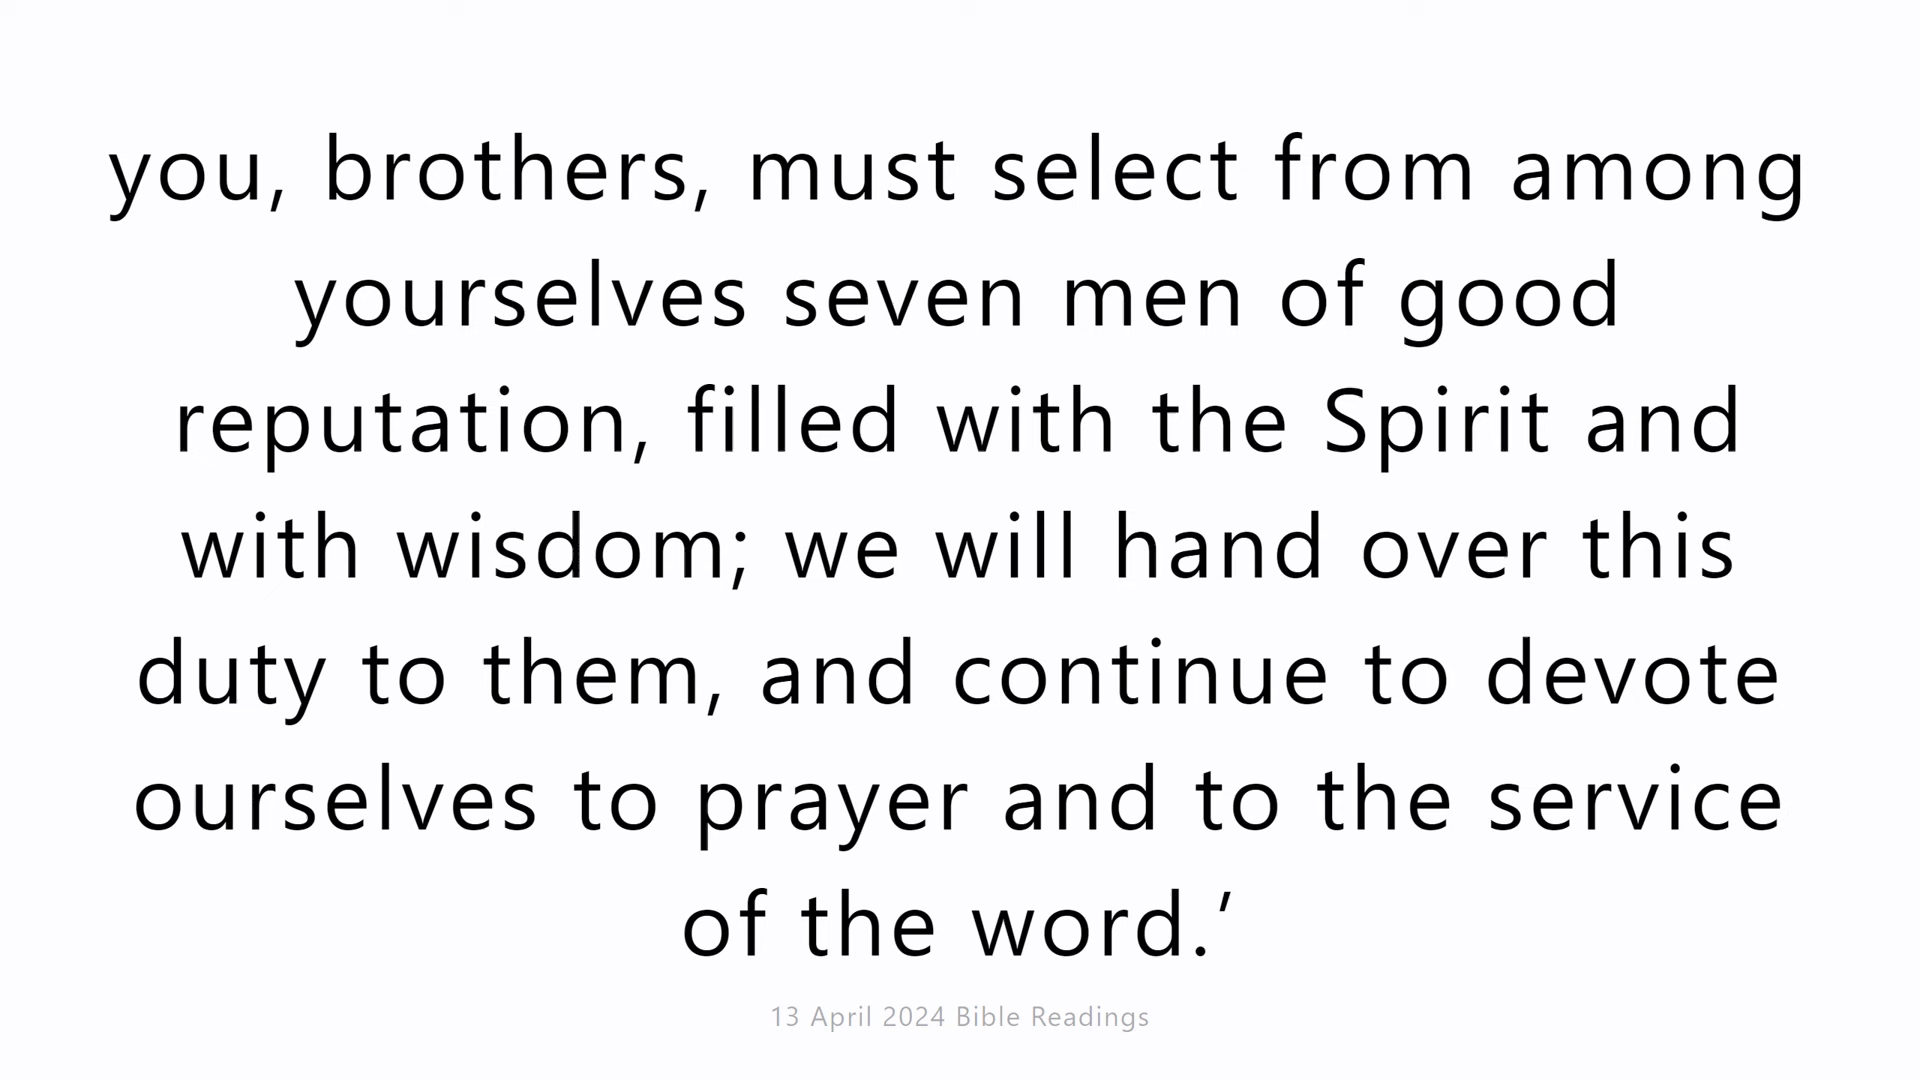 you, brothers, must select from among
yourselves seven men of good
reputation, filled with the Spirit and
with wisdom; we will hand over this
duty to them, and continue to devote
ourselves to prayer and to the service
of the word.’
13 April 2024 Bible Readings